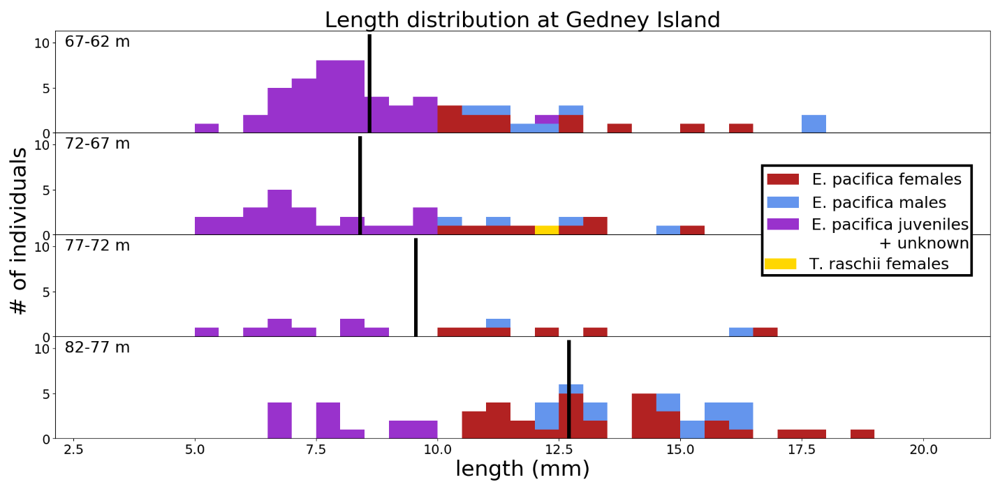 Length distribution at Gedney Island
67-62 m
10
5
0
72-67 m
10
5
0
77-72 m
10
5
0
82-77 m
10
5
0
# of individuals
E. pacifica females
E. pacifica males
E. pacifica juveniles
+ unknown
T. raschii females
2.5 5.0 7.5 10.0 12.5 15.0 17.5 20.0
length (mm)